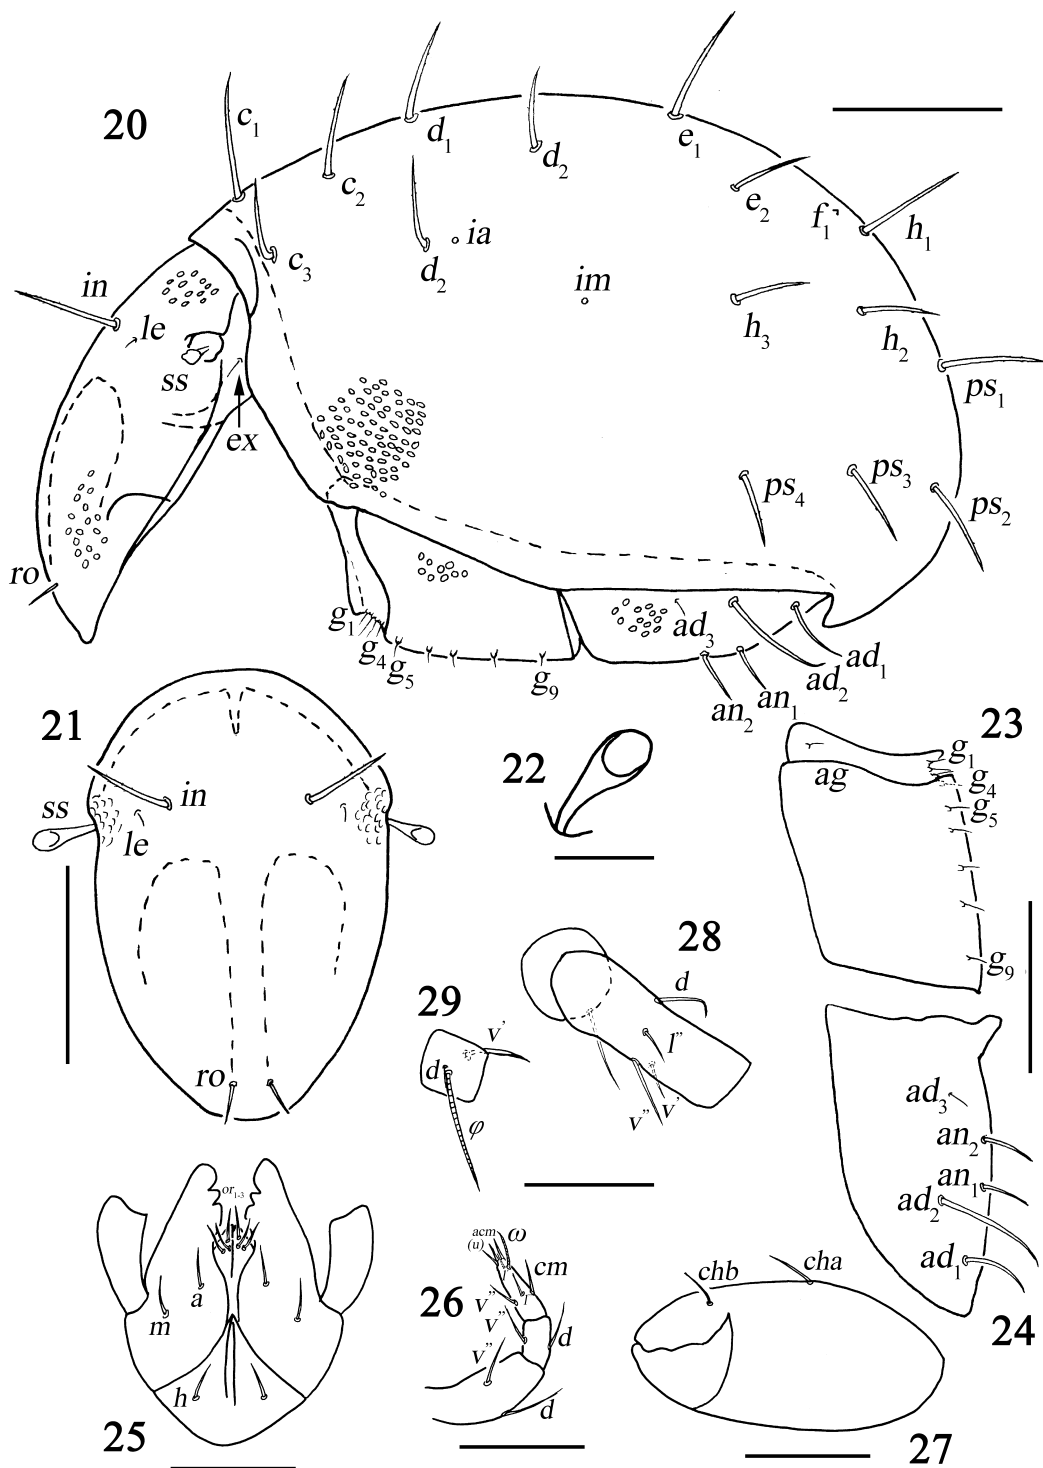 20
c1
c2
d1
d2
e1
e2
f1
h1
c3
d2
ia
im
h3
h2
ps1
in
le
ss
ex
ro
ps4
ps3
ps2
g1
g4
g5
g9
ad3
ad1
ad2
an1
an2
21
in
ss
le
ro
22
23
ag
g1
g4
g5
g9
28
d
l"
v"
v'
29
v'
d
φ
24
ad3
an2
an1
ad2
ad1
25
or1-3
a
m
h
26
acm
(u)
ω
cm
v"
v"
v"
d
d
27
chb
cha